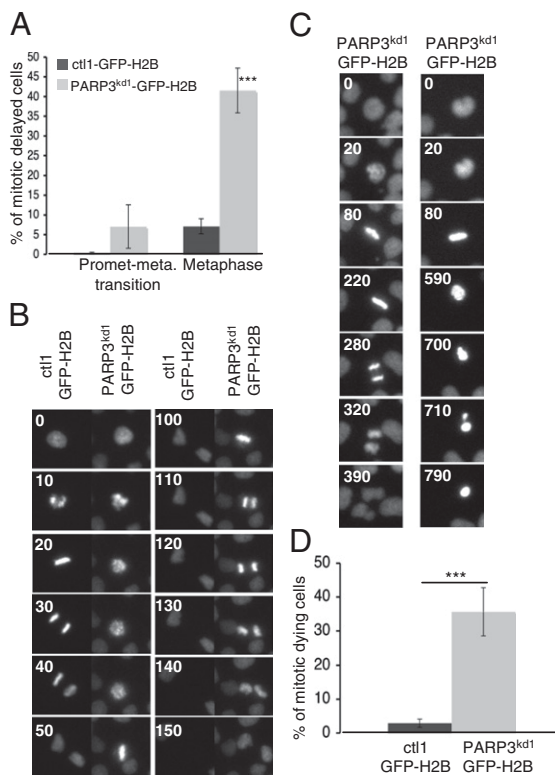 A
% of mitotic delayed cells
50
45
40
35
30
25
20
15
10
5
0
ctl1-GFP-H2B
PARP3kd1-GFP-H2B
***
Promet-meta. Metaphase
transition
B
ctl1
GFP-H2B
PARP3kd1
GFP-H2B
ctl1
GFP-H2B
PARP3kd1
GFP-H2B
0
10
20
30
40
50
100
110
120
130
140
150
C
PARP3kd1
GFP-H2B
PARP3kd1
GFP-H2B
0
20
80
220
280
320
390
0
20
80
590
700
710
790
D
% of mitotic dying cells
50
40
30
20
10
0
***
ctl1
GFP-H2B
PARP3kd1
GFP-H2B